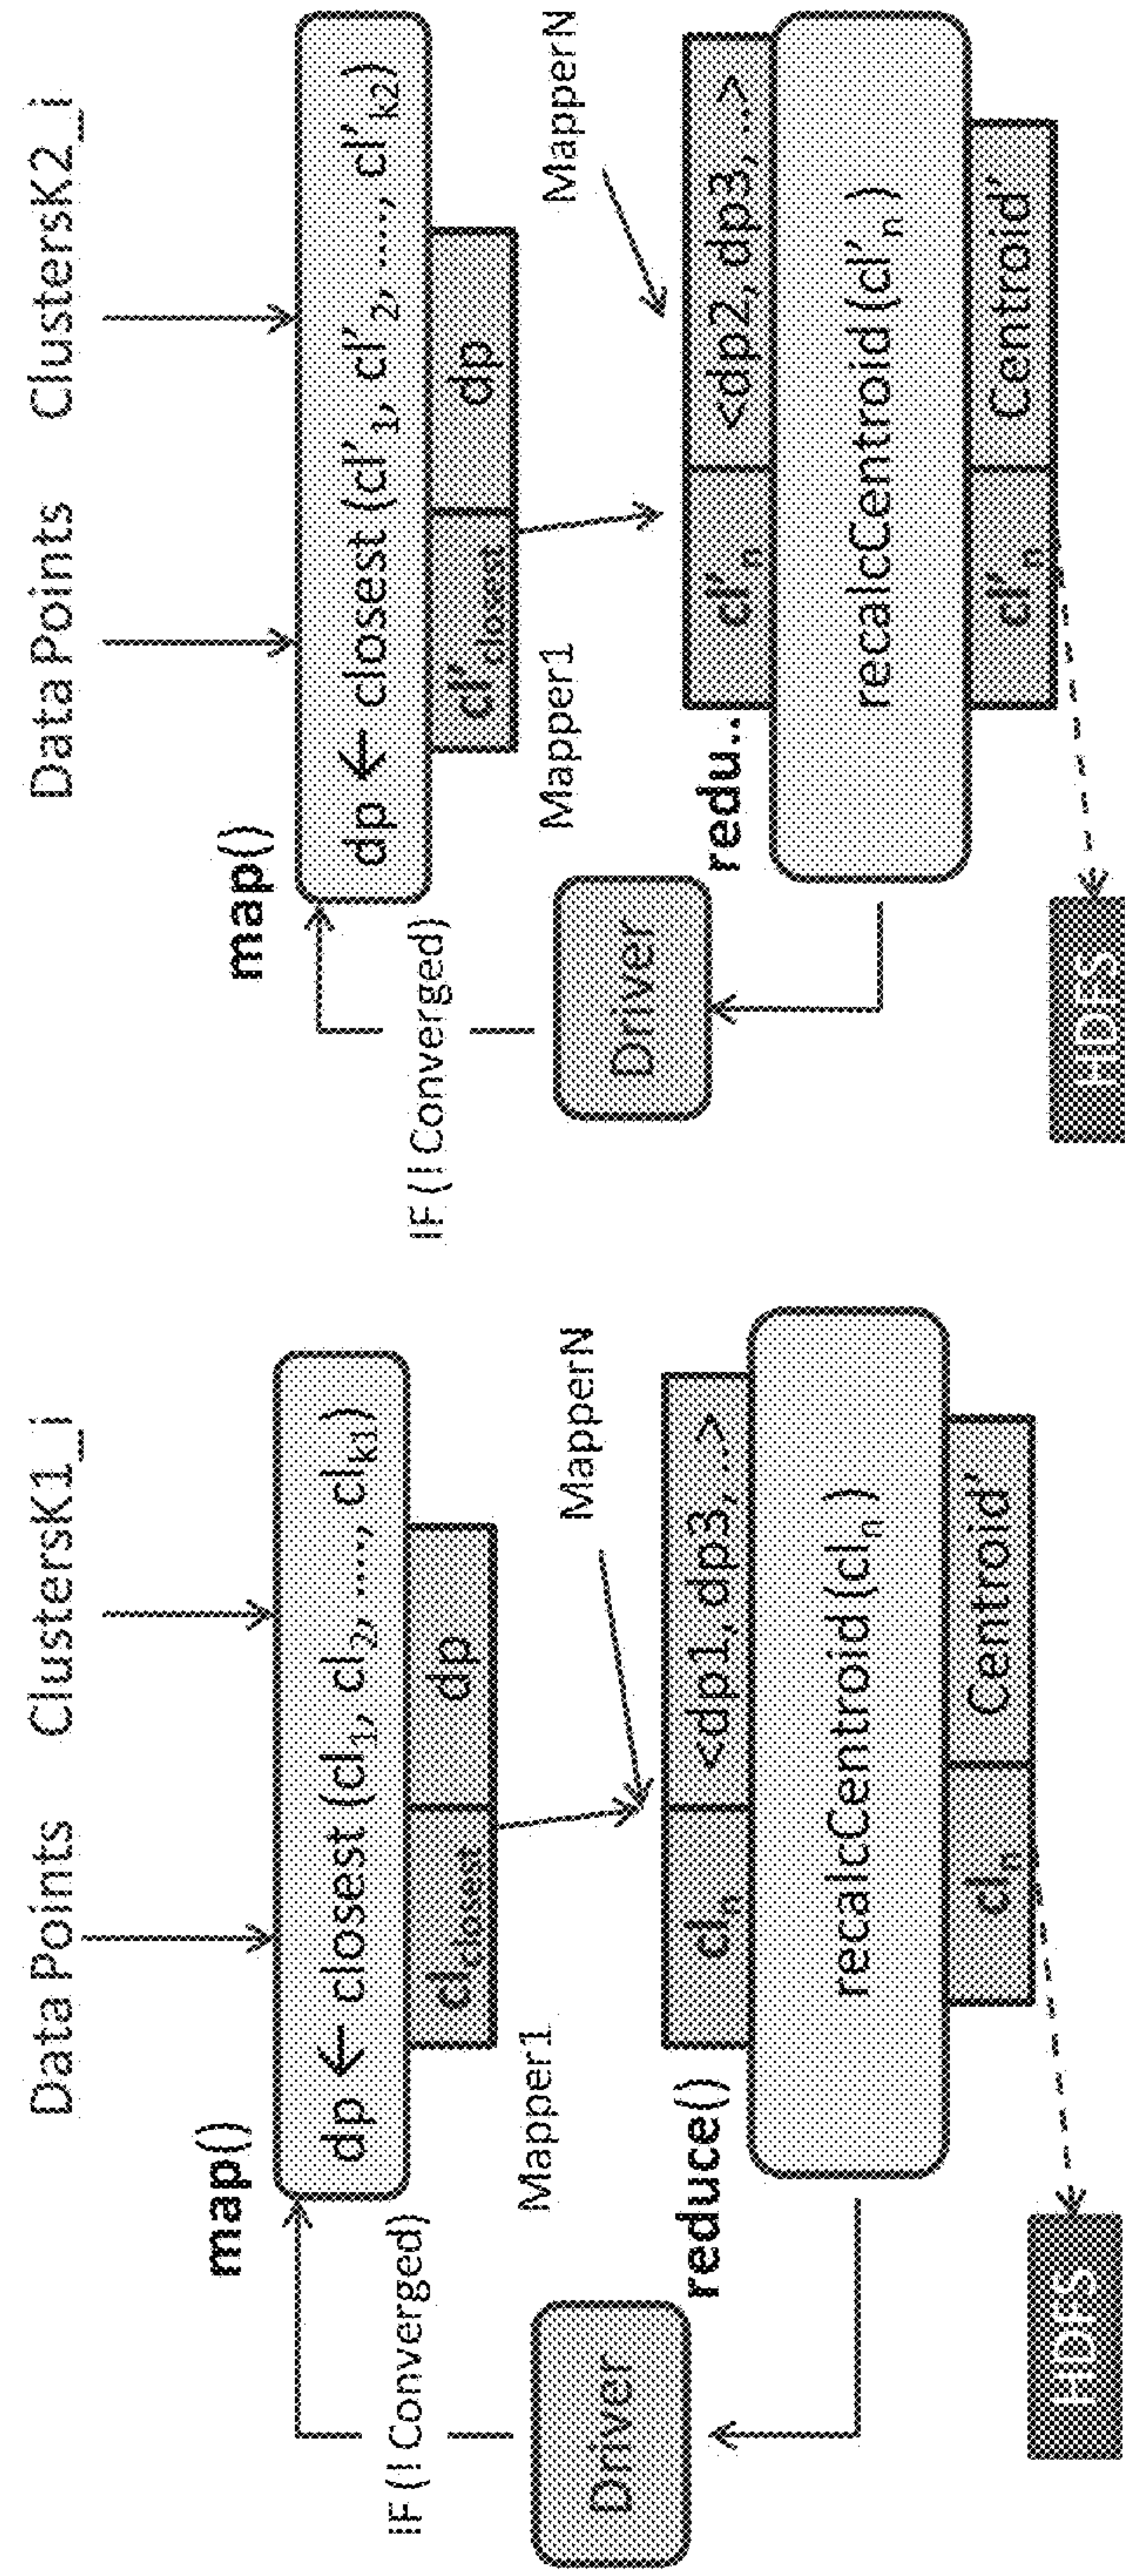 Data Points ClustersK1_i
map()
dp ← closest (cl1, cl2, ...., clK1)
clclosest dp
IF (! Converged)
Mapper1
MapperN
Driver
reduce()
cln <dp1, dp3, ..>
recalcCentroid (cln)
cln Centroid'
HDFS
Data Points ClustersK2_i
map()
dp ← closest (cl'1, cl'2, ...., cl'k2)
cl'closest dp
IF (! Converged)
Mapper1
MapperN
Driver
redu..
cl'n <dp2, dp3, ..>
recalcCentroid (cl'n)
cl'n Centroid'
HDFS